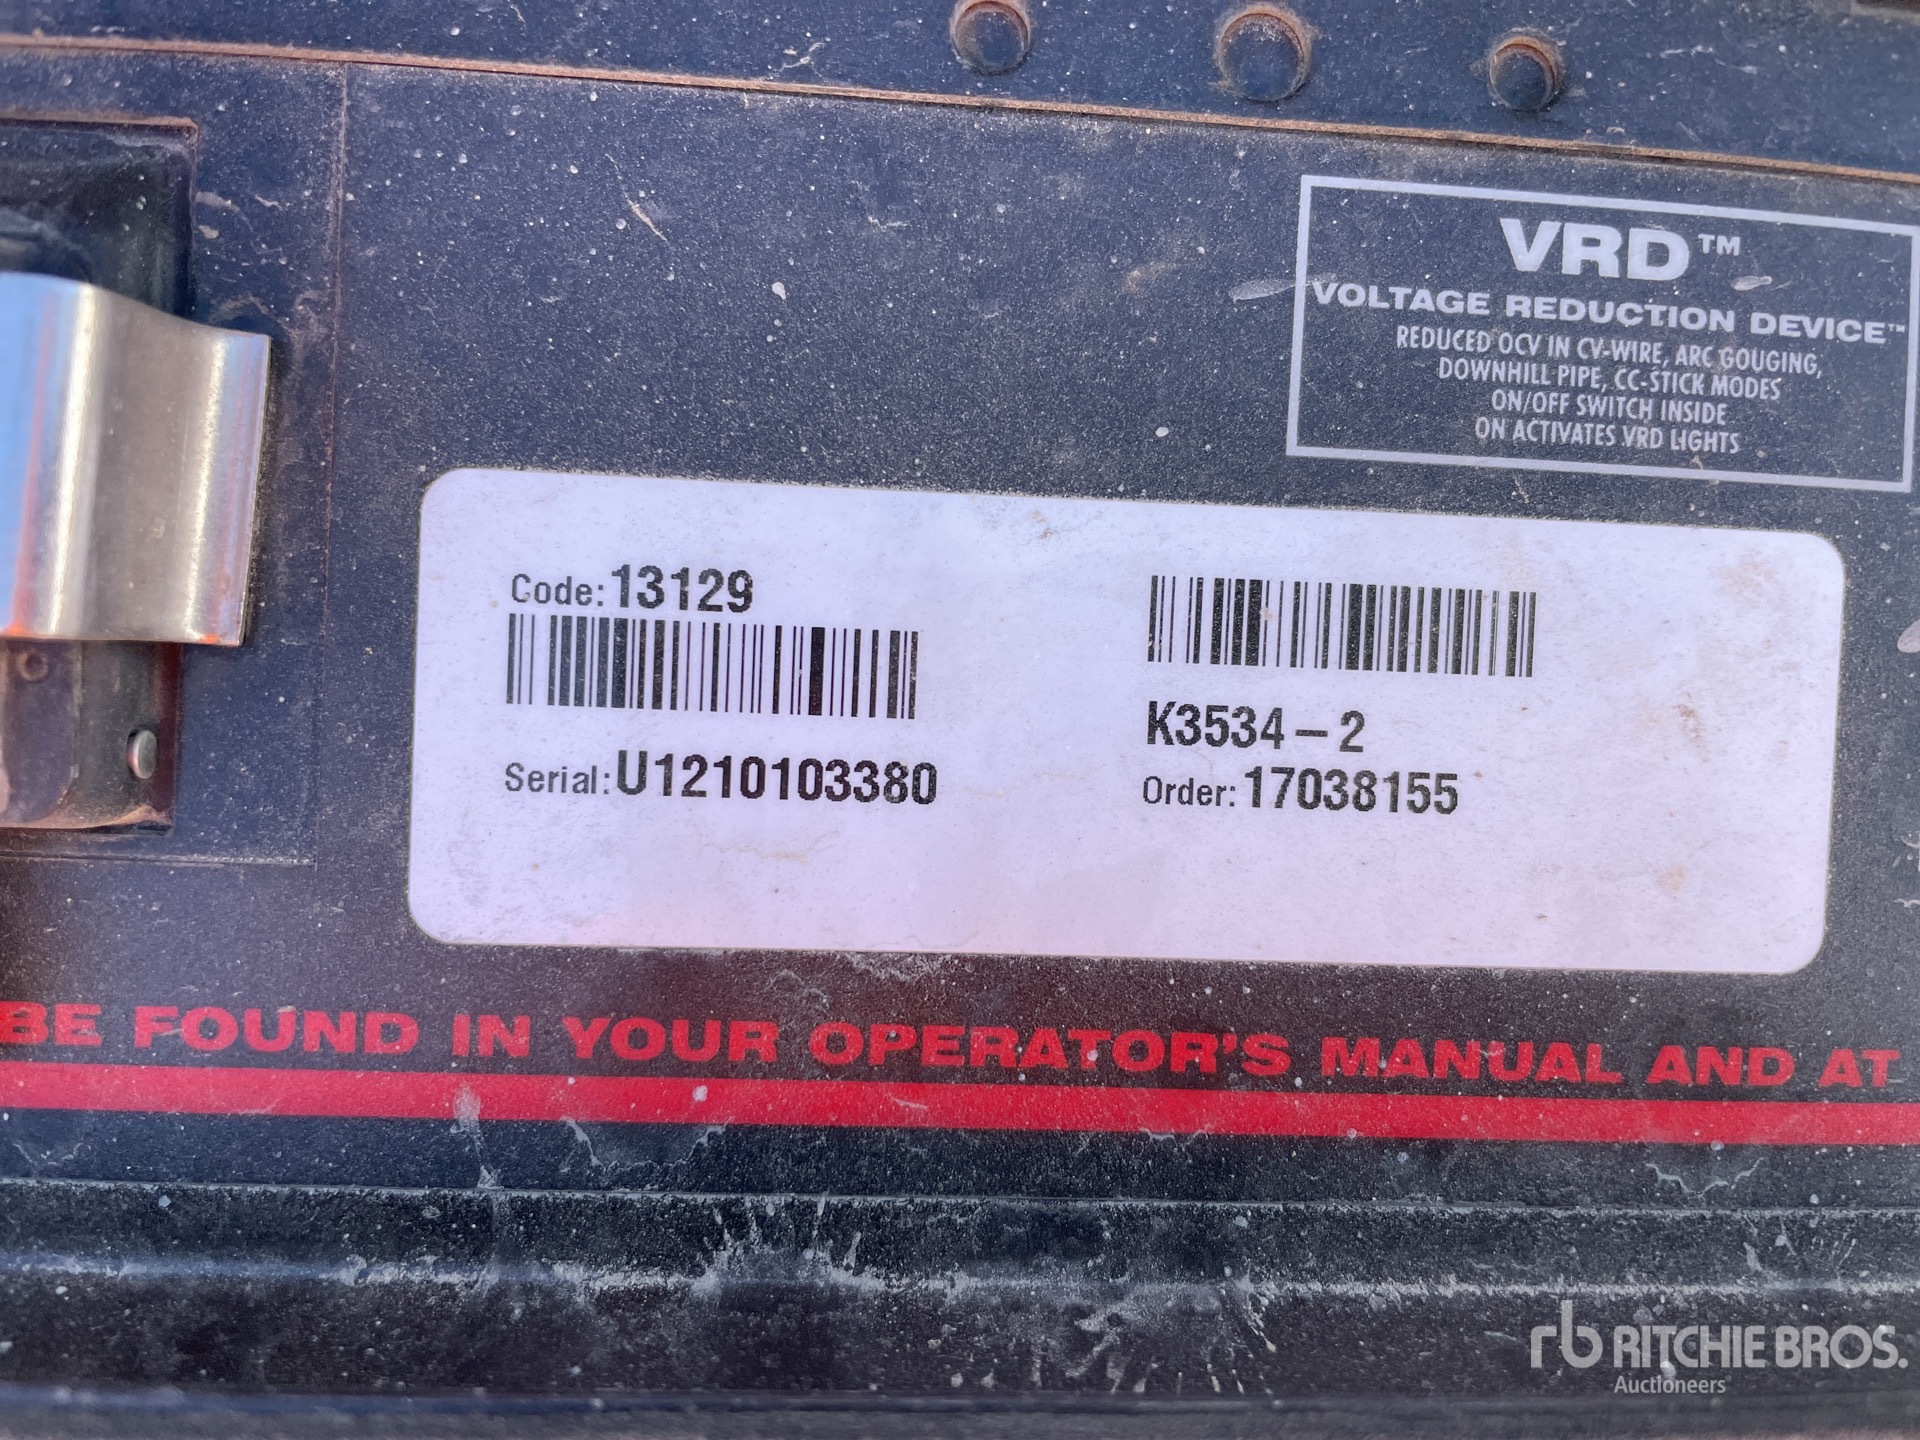 VRD™
VOLTAGE REDUCTION DEVICE™
REDUCED OCV IN CV-WIRE, ARC GOUGING,
DOWNHILL PIPE, CC-STICK MODES
ON/OFF SWITCH INSIDE
ON ACTIVATES VRD LIGHTS
Code: 13129
Serial: U1210103380
K3534-2
Order: 17038155
BE FOUND IN YOUR OPERATOR'S MANUAL AND AT
rb RITCHIE BROS.
Auctioneers